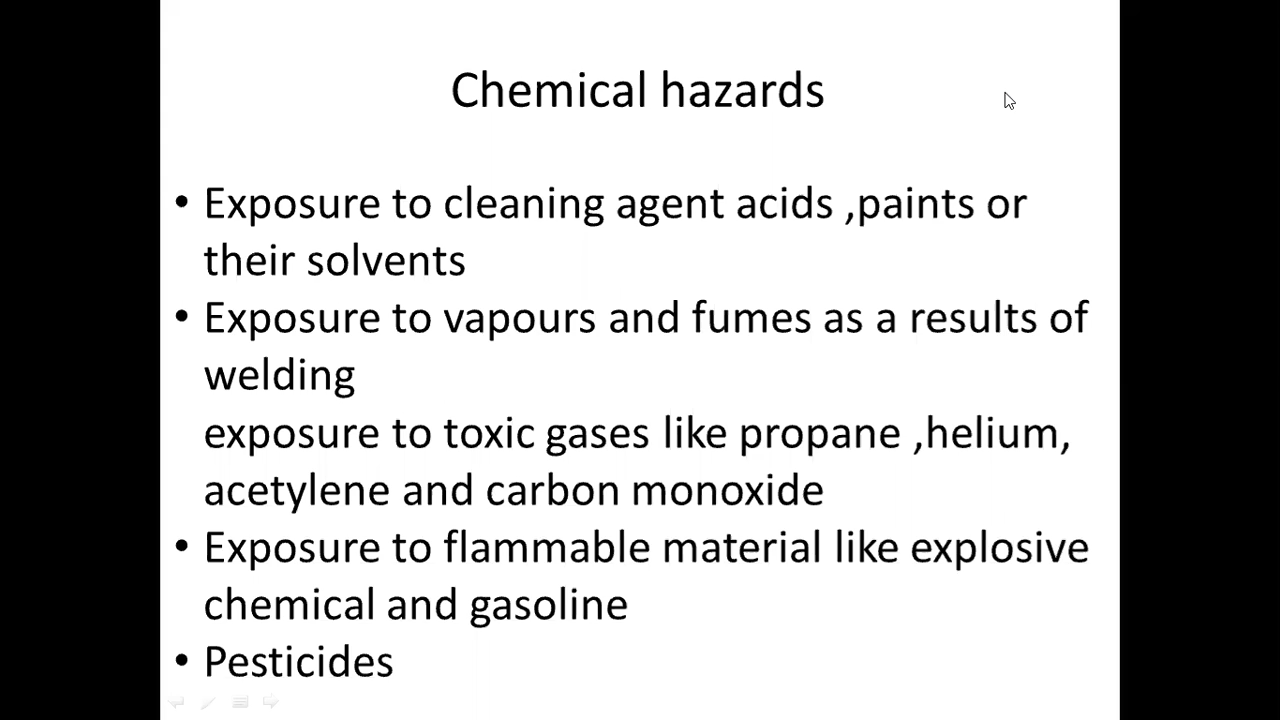 Chemical hazards
• Exposure to cleaning agent acids ,paints or
their solvents
• Exposure to vapours and fumes as a results of
welding
exposure to toxic gases like propane ,helium,
acetylene and carbon monoxide
• Exposure to flammable material like explosive
chemical and gasoline
• Pesticides